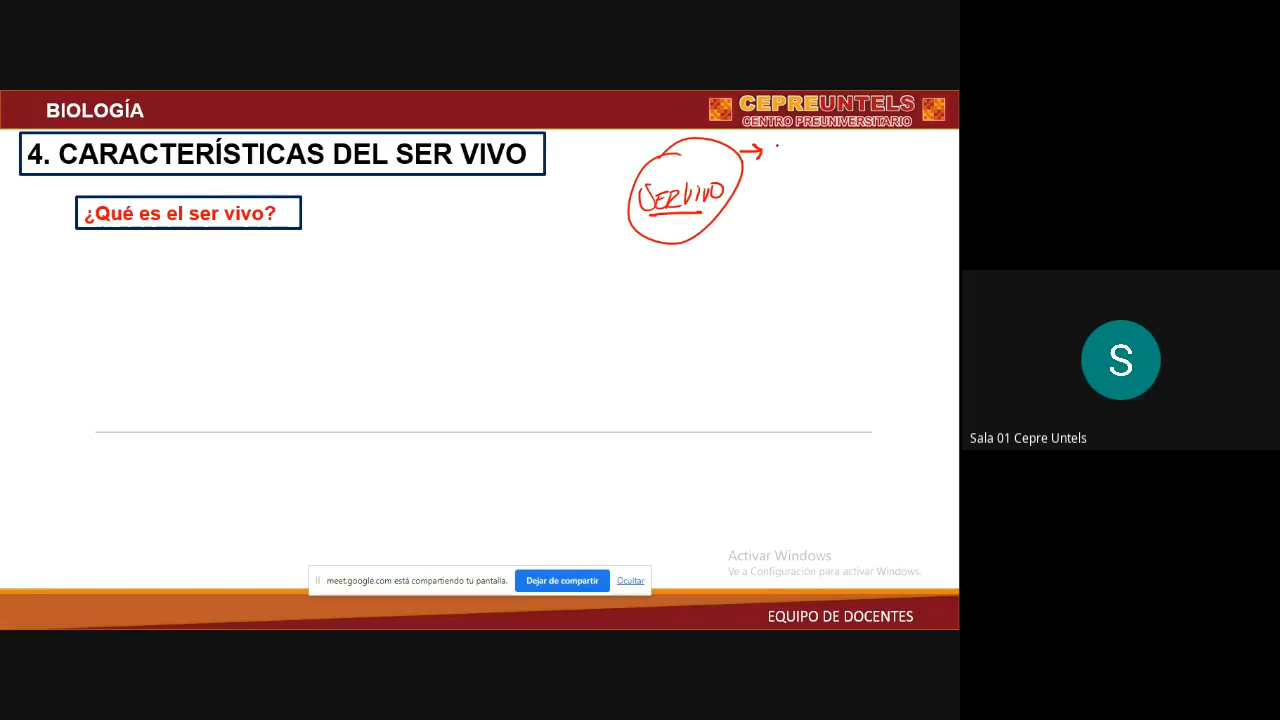 BIOLOGÍA
CEPREUNTELS
CENTRO PREUNIVERSITARIO
4. CARACTERÍSTICAS DEL SER VIVO
SER VIVO
¿Qué es el ser vivo?
S
Sala 01 Cepre Untels
Activar Windows
Ve a Configuración para activar Windows.
meet.google.com está compartiendo tu pantalla. Dejar de compartir Ocultar
EQUIPO DE DOCENTES